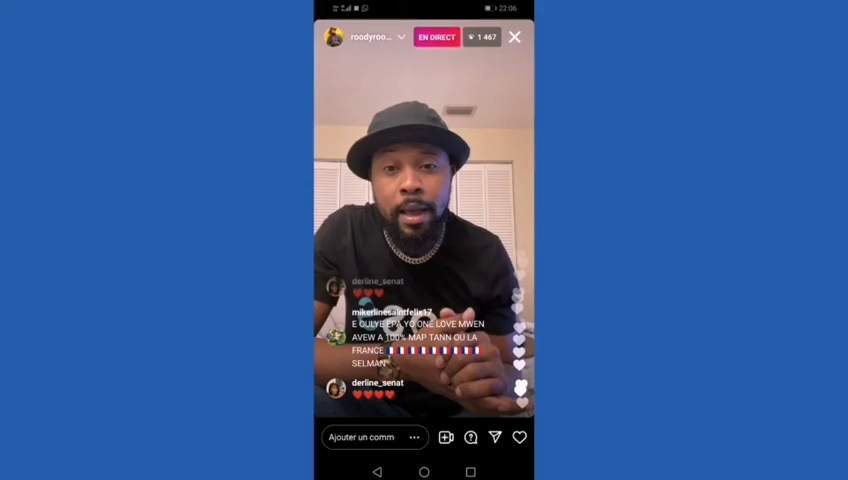 22:06
roodyroo...
EN DIRECT
1 467
derline_senat
❤️❤️❤️
mikerlinesaintfelix17
E OULYE EPA YO ONE LOVE MWEN
AVEW A 100% MAP TANN OU LA
FRANCE 🇫🇷🇫🇷🇫🇷🇫🇷🇫🇷🇫🇷🇫🇷🇫🇷🇫🇷
SELMAN
derline_senat
❤️❤️❤️❤️
Ajouter un comm